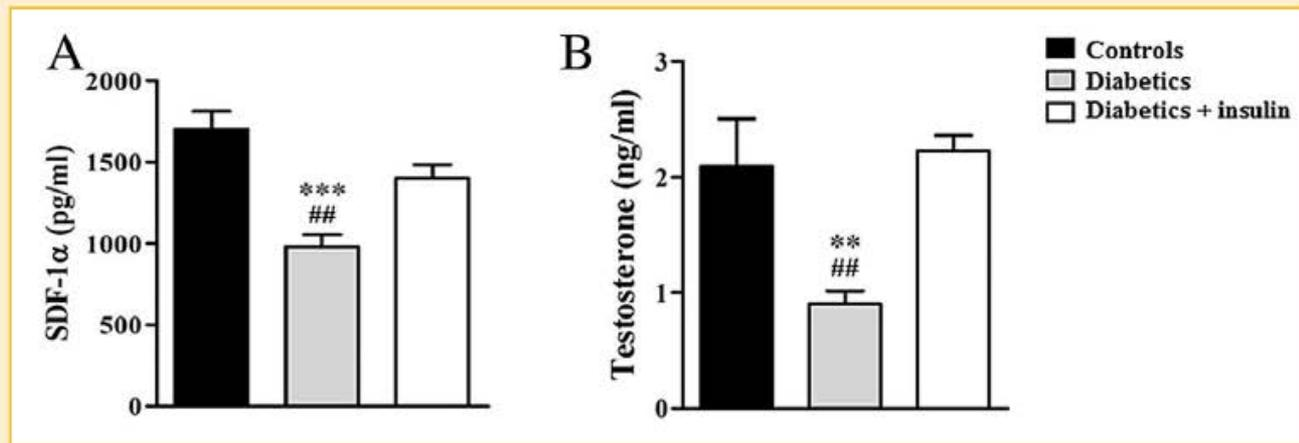 A
SDF-1α (pg/ml)
2000
1500
1000
500
0
***
##
B
Testosterone (ng/ml)
3
2
1
0
**
##
Controls
Diabetics
Diabetics + insulin